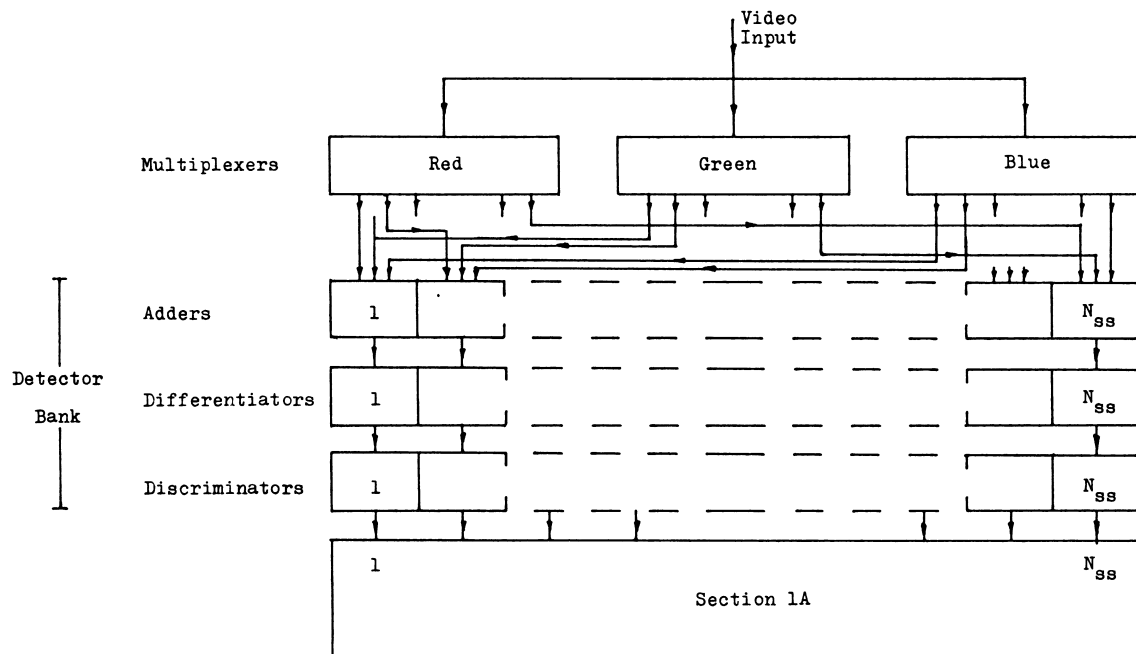 Video
Input
Multiplexers
Red
Green
Blue
Adders
1
N_ss
Detector
Bank
Differentiators
1
N_ss
Discriminators
1
N_ss
1
N_ss
Section 1A